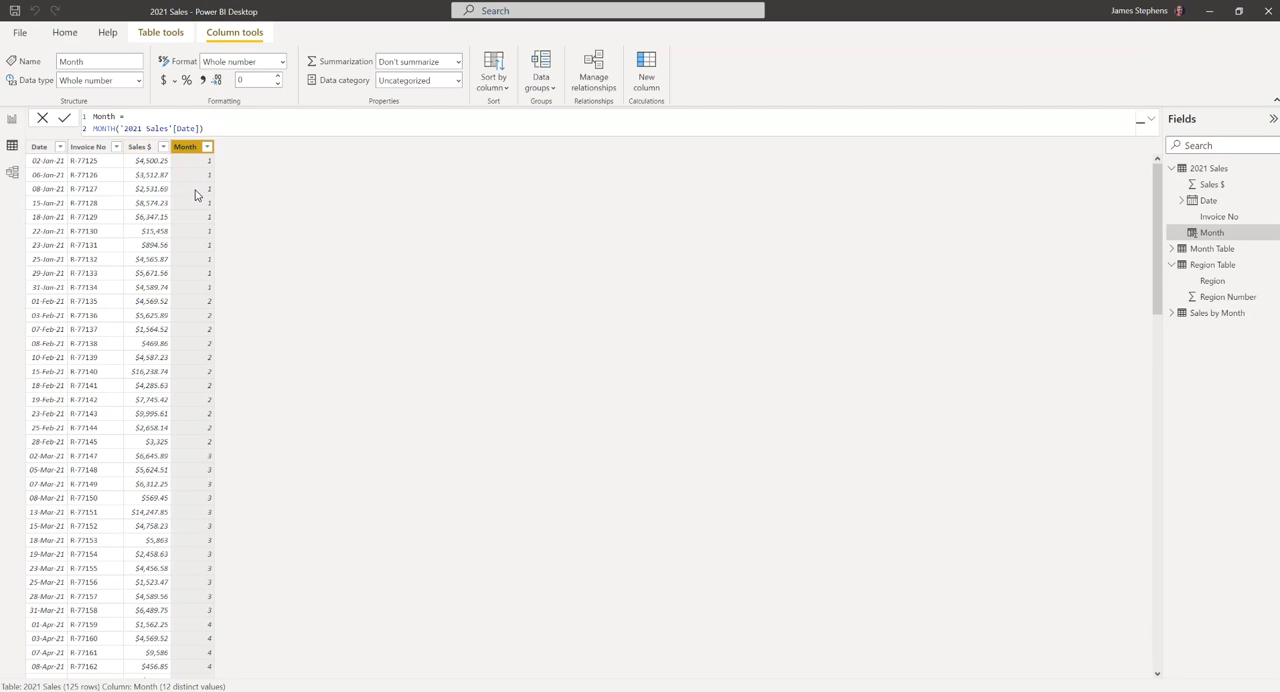 2021 Sales - Power BI Desktop
Search
James Stephens
File Home Help Table tools Column tools
Name Month
Data type Whole number
Structure
Format Whole number
$ % 0
Formatting
Summarization Don't summarize
Data category Uncategorized
Properties
Sort by column
Sort
Data groups
Groups
Manage relationships
Relationships
New column
Calculations
1 Month =
2 MONTH('2021 Sales'[Date])
Date Invoice No Sales $ Month
02-Jan-21 R-77125 $4,500.25 1
06-Jan-21 R-77126 $3,512.87 1
08-Jan-21 R-77127 $2,531.69 1
15-Jan-21 R-77128 $8,574.23 1
18-Jan-21 R-77129 $6,347.15 1
22-Jan-21 R-77130 $15,458 1
23-Jan-21 R-77131 $894.56 1
25-Jan-21 R-77132 $4,565.87 1
29-Jan-21 R-77133 $5,671.56 1
31-Jan-21 R-77134 $4,589.74 1
01-Feb-21 R-77135 $4,569.52 2
03-Feb-21 R-77136 $5,625.89 2
07-Feb-21 R-77137 $1,564.52 2
08-Feb-21 R-77138 $469.86 2
10-Feb-21 R-77139 $4,587.23 2
15-Feb-21 R-77140 $16,238.74 2
18-Feb-21 R-77141 $4,285.63 2
19-Feb-21 R-77142 $7,745.42 2
23-Feb-21 R-77143 $9,995.61 2
25-Feb-21 R-77144 $2,658.14 2
28-Feb-21 R-77145 $3,325 2
02-Mar-21 R-77147 $6,645.89 3
05-Mar-21 R-77148 $5,624.51 3
07-Mar-21 R-77149 $6,312.25 3
08-Mar-21 R-77150 $569.45 3
13-Mar-21 R-77151 $14,247.85 3
15-Mar-21 R-77152 $4,758.23 3
18-Mar-21 R-77153 $5,863 3
19-Mar-21 R-77154 $2,458.63 3
23-Mar-21 R-77155 $4,456.58 3
25-Mar-21 R-77156 $1,523.47 3
28-Mar-21 R-77157 $4,589.56 3
31-Mar-21 R-77158 $6,489.75 3
01-Apr-21 R-77159 $1,562.25 4
03-Apr-21 R-77160 $4,569.52 4
07-Apr-21 R-77161 $9,586 4
08-Apr-21 R-77162 $456.85 4
Fields
Search
2021 Sales
Sales $
Date
Invoice No
Month
Month Table
Region Table
Region
Region Number
Sales by Month
Table: 2021 Sales (125 rows) Column: Month (12 distinct values)